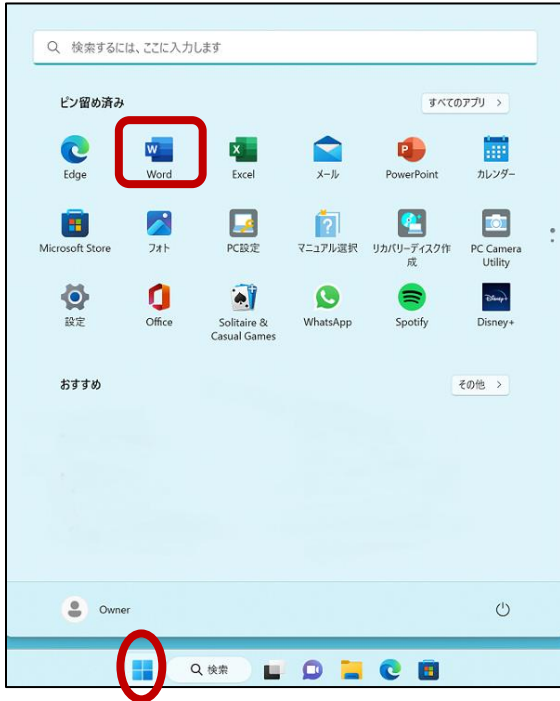 検索するには、ここに入力します
ピン留め済み
すべてのアプリ >
Edge
Word
Excel
メール
PowerPoint
カレンダー
Microsoft Store
フォト
PC設定
マニュアル選択
リカバリーディスク作
成
PC Camera
Utility
設定
Office
Solitaire &
Casual Games
WhatsApp
Spotify
Disney+
おすすめ
その他 >
Owner
検索